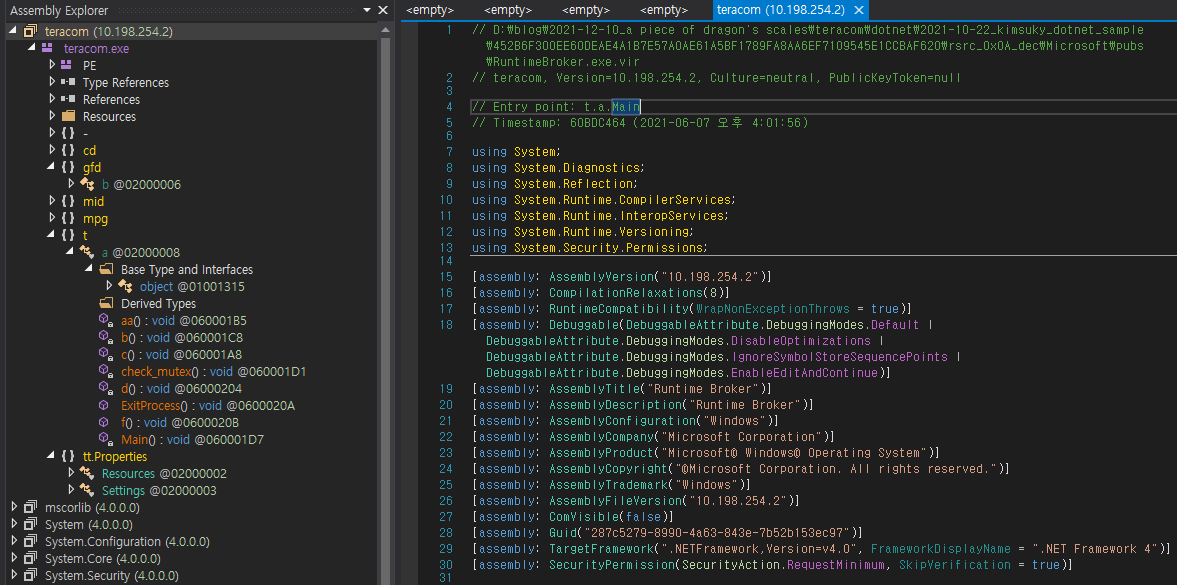 Assembly Explorer
teracom (10.198.254.2)
teracom.exe
PE
Type References
References
Resources
{ } -
{ } cd
{ } gfd
b @02000006
{ } mid
{ } mpg
{ } t
a @02000008
Base Type and Interfaces
object @01001315
Derived Types
aa() : void @060001B5
b() : void @060001C8
c() : void @060001A8
check_mutex() : void @060001D1
d() : void @06000204
ExitProcess() : void @0600020A
f() : void @0600020B
Main() : void @060001D7
{ } tt.Properties
Resources @02000002
Settings @02000003
mscorlib (4.0.0.0)
System (4.0.0.0)
System.Configuration (4.0.0.0)
System.Core (4.0.0.0)
System.Security (4.0.0.0)
<empty> <empty> <empty> <empty> teracom (10.198.254.2)
1 // D:₩blog₩2021-12-10_a piece of dragon's scales₩teracom₩dotnet₩2021-10-22_kimsuky_dotnet_sample
₩452B6F300EE6DDEAE4A1B7E57A0AE61A5BF1789FA8AA6EF7109545E1CCBAF620₩rsrc_0x0A_dec₩Microsoft₩pubs
₩RuntimeBroker.exe.vir
2 // teracom, Version=10.198.254.2, Culture=neutral, PublicKeyToken=null
3
4 // Entry point: t.a.Main
5 // Timestamp: 60BDC464 (2021-06-07 오후 4:01:56)
6
7 using System;
8 using System.Diagnostics;
9 using System.Reflection;
10 using System.Runtime.CompilerServices;
11 using System.Runtime.InteropServices;
12 using System.Runtime.Versioning;
13 using System.Security.Permissions;
14
15 [assembly: AssemblyVersion("10.198.254.2")]
16 [assembly: CompilationRelaxations(8)]
17 [assembly: RuntimeCompatibility(WrapNonExceptionThrows = true)]
18 [assembly: Debuggable(DebuggableAttribute.DebuggingModes.Default |
DebuggableAttribute.DebuggingModes.DisableOptimizations |
DebuggableAttribute.DebuggingModes.IgnoreSymbolStoreSequencePoints |
DebuggableAttribute.DebuggingModes.EnableEditAndContinue)]
19 [assembly: AssemblyTitle("Runtime Broker")]
20 [assembly: AssemblyDescription("Runtime Broker")]
21 [assembly: AssemblyConfiguration("Windows")]
22 [assembly: AssemblyCompany("Microsoft Corporation")]
23 [assembly: AssemblyProduct("Microsoft® Windows® Operating System")]
24 [assembly: AssemblyCopyright("©Microsoft Corporation. All rights reserved.")]
25 [assembly: AssemblyTrademark("Windows")]
26 [assembly: AssemblyFileVersion("10.198.254.2")]
27 [assembly: ComVisible(false)]
28 [assembly: Guid("287c5279-8990-4a63-843e-7b52b153ec97")]
29 [assembly: TargetFramework(".NETFramework,Version=v4.0", FrameworkDisplayName = ".NET Framework 4")]
30 [assembly: SecurityPermission(SecurityAction.RequestMinimum, SkipVerification = true)]
31